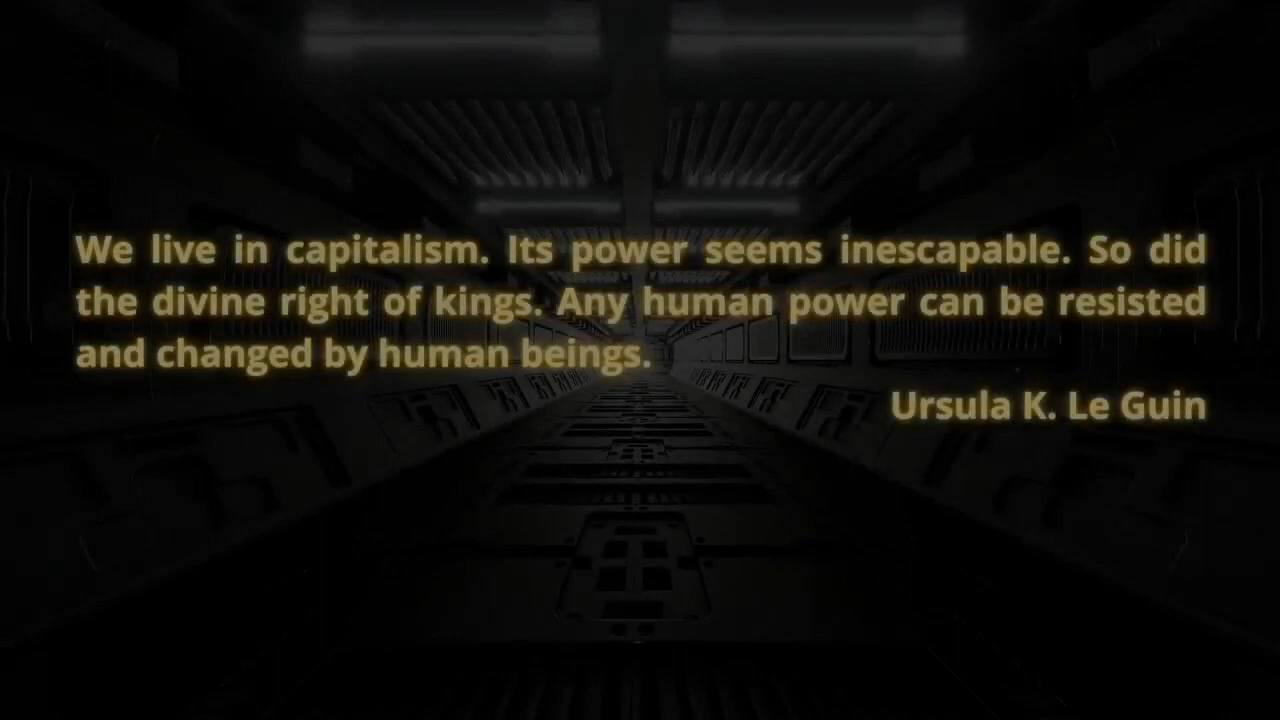 We live in capitalism. Its power seems inescapable. So did
the divine right of kings. Any human power can be resisted
and changed by human beings.
Ursula K. Le Guin